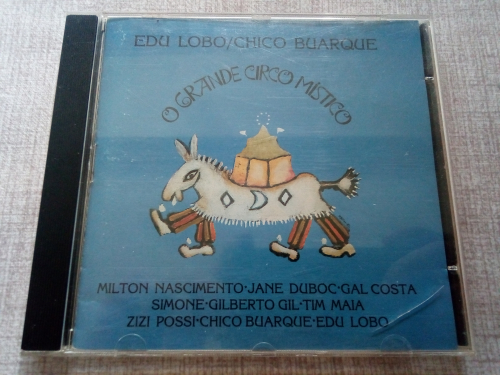 EDU LOBO/CHICO BUARQUE
O GRANDE CIRCO MÍSTICO
MILTON NASCIMENTO·JANE DUBOC·GAL COSTA
SIMONE·GILBERTO GIL·TIM MAIA
ZIZI POSSI·CHICO BUARQUE·EDU LOBO